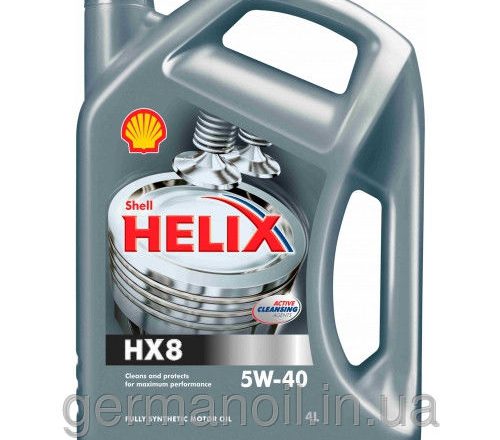 Shell
HELIX
ACTIVE
CLEANSING
AGENTS
HX8
Cleans and protects
for maximum performance
5W-40
FULLY SYNTHETIC MOTOR OIL
4L
germanoil.in.ua